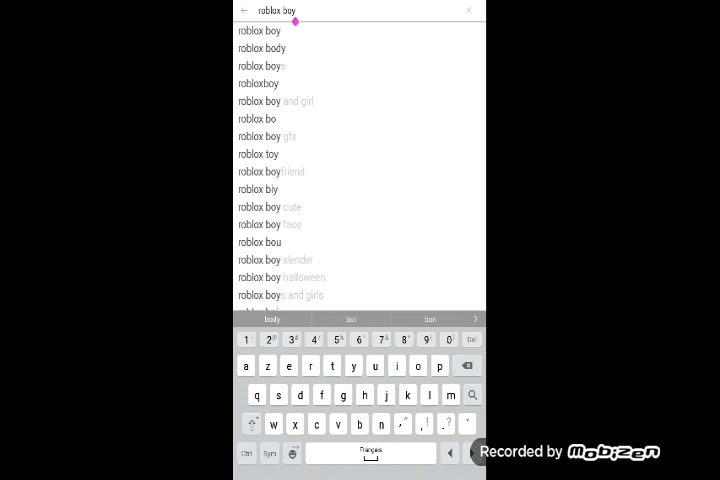 ← roblox boy ×
roblox boy
roblox body
roblox boys
robloxboy
roblox boy and girl
roblox bo
roblox boy gfx
roblox toy
roblox boyfriend
roblox biy
roblox boy cute
roblox boy face
roblox bou
roblox boy slender
roblox boy halloween
roblox boys and girls
body bot bon >
1 2 3 4 5 6 7 8 9 0 Del
a z e r t y u i o p
q s d f g h j k l m
w x c v b n , ! . ?
Ctrl Sym Français
Recorded by mobizen